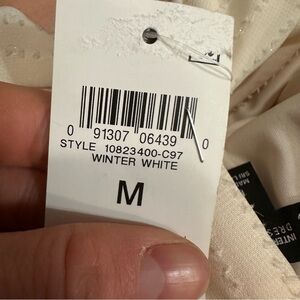 0 91307 06439 0
STYLE 10823400-C97
WINTER WHITE
M